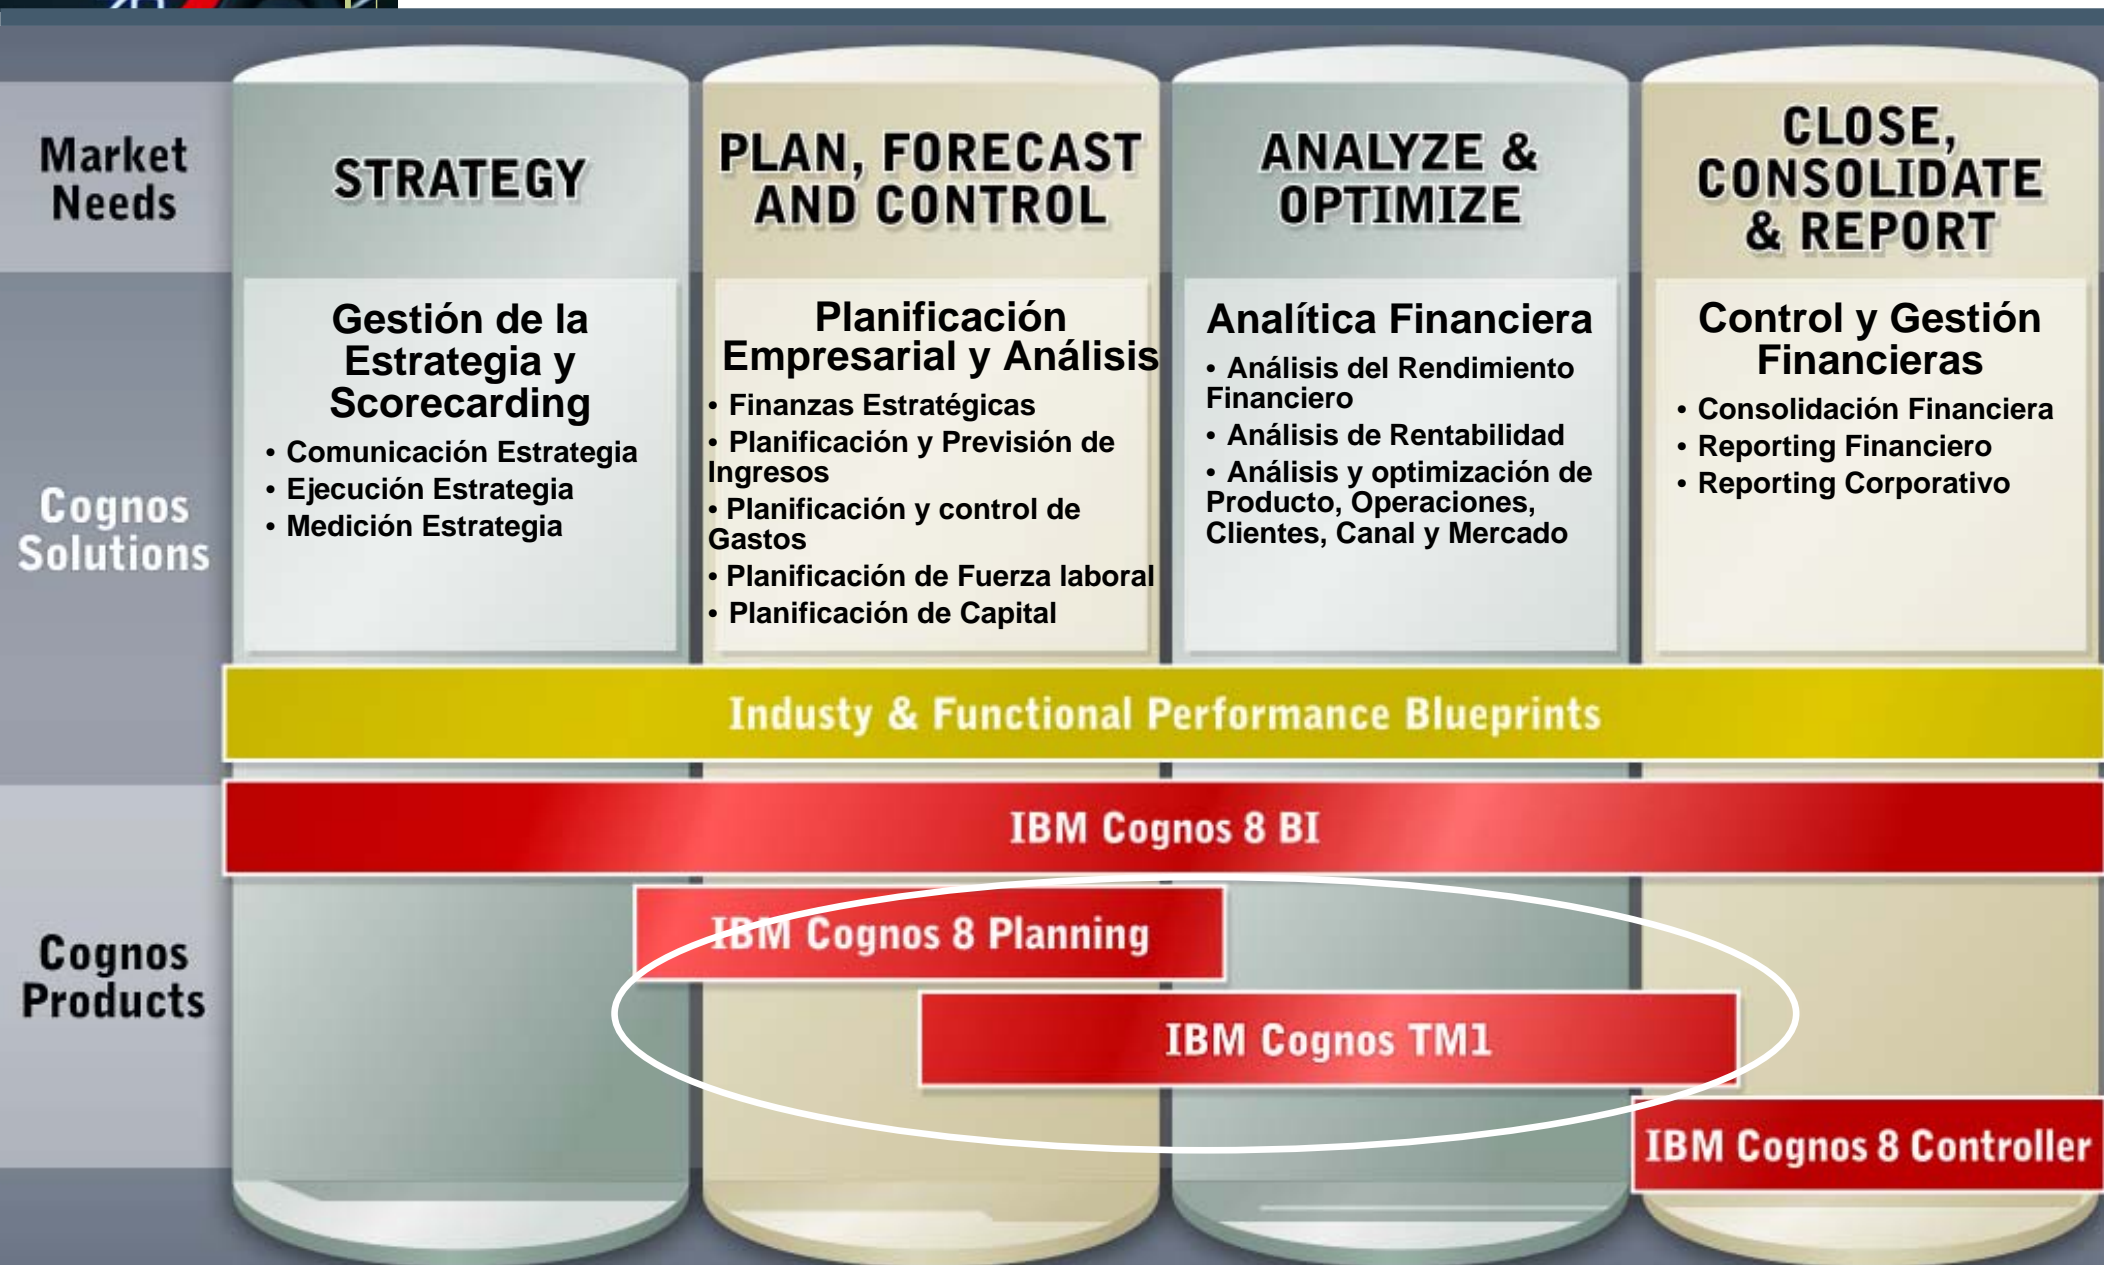 Market
Needs
STRATEGY
PLAN, FORECAST
AND CONTROL
ANALYZE &
OPTIMIZE
CLOSE,
CONSOLIDATE
& REPORT
Cognos
Solutions
Gestión de la
Estrategia y
Scorecarding
• Comunicación Estrategia
• Ejecución Estrategia
• Medición Estrategia
Planificación
Empresarial y Análisis
• Finanzas Estratégicas
• Planificación y Previsión de
Ingresos
• Planificación y control de
Gastos
• Planificación de Fuerza laboral
• Planificación de Capital
Analítica Financiera
• Análisis del Rendimiento
Financiero
• Análisis de Rentabilidad
• Análisis y optimización de
Producto, Operaciones,
Clientes, Canal y Mercado
Control y Gestión
Financieras
• Consolidación Financiera
• Reporting Financiero
• Reporting Corporativo
Industy & Functional Performance Blueprints
Cognos
Products
IBM Cognos 8 BI
IBM Cognos 8 Planning
IBM Cognos TM1
IBM Cognos 8 Controller